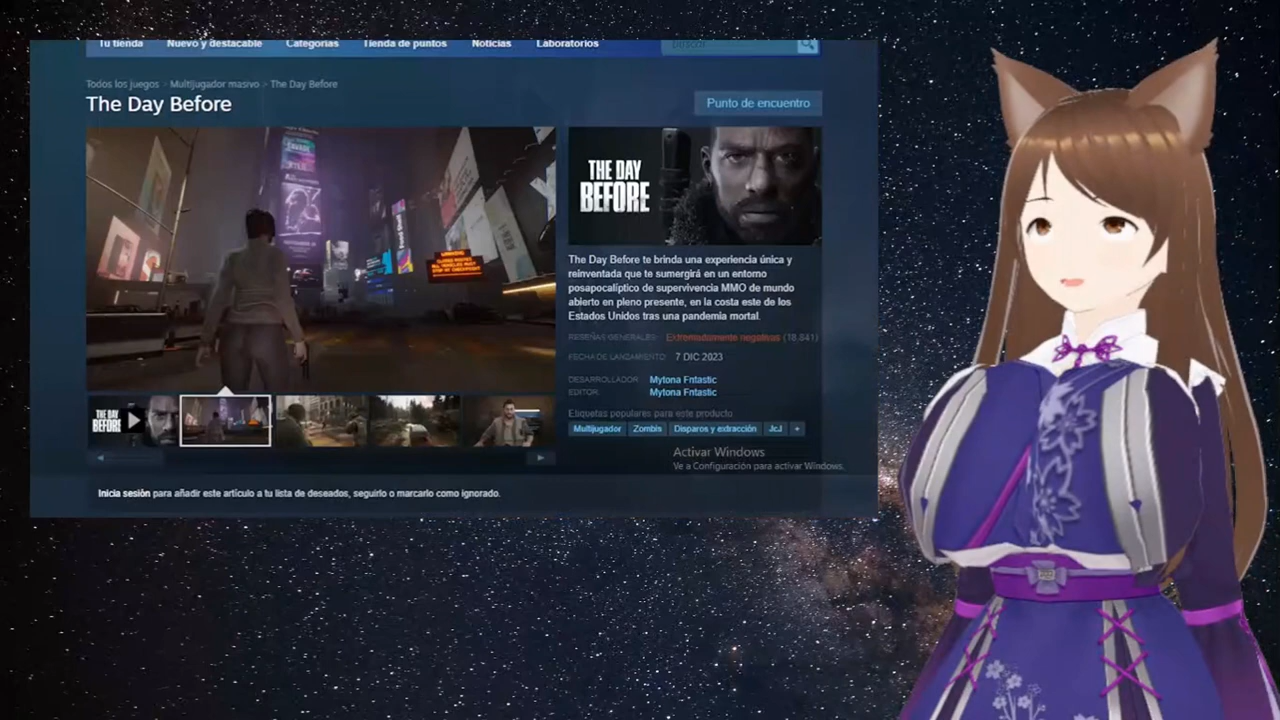 Tu tienda Nuevo y destacable Categorías Tienda de puntos Noticias Laboratorios buscar
Todos los juegos > Multijugador masivo > The Day Before
The Day Before
Punto de encuentro
THE DAY
BEFORE
The Day Before te brinda una experiencia única y
reinventada que te sumergirá en un entorno
posapocalíptico de supervivencia MMO de mundo
abierto en pleno presente, en la costa este de los
Estados Unidos tras una pandemia mortal.
RESEÑAS GENERALES: Extremadamente negativas (18,841)
FECHA DE LANZAMIENTO: 7 DIC 2023
DESARROLLADOR: Mytona Fntastic
EDITOR: Mytona Fntastic
Etiquetas populares para este producto
Multijugador Zombis Disparos y extracción JcJ +
THE DAY
BEFORE
Activar Windows
Ve a Configuración para activar Windows.
Inicia sesión para añadir este artículo a tu lista de deseados, seguirlo o marcarlo como ignorado.